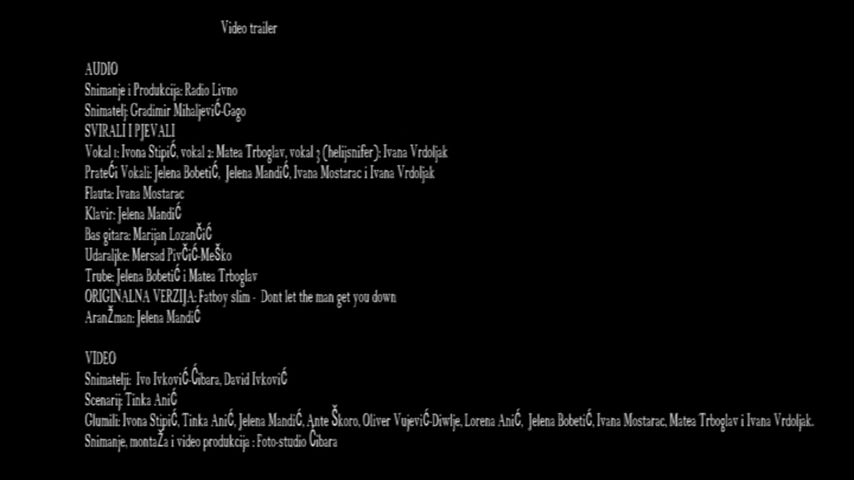 Video trailer
AUDIO
Snimanje i Produkcija: Radio Livno
Snimatelj: Gradimir Mihaljević-Gago
SVIRALI I PJEVALI
Vokal 1: Ivona Stipić, vokal 2: Matea Trboglav, vokal 3 (helijsnifer): Ivana Vrdoljak
Prateći Vokali: Jelena Bobetić, Jelena Mandić, Ivana Mostarac i Ivana Vrdoljak
Flauta: Ivana Mostarac
Klavir: Jelena Mandić
Bas gitara: Marijan Lozančić
Udaraljke: Mersad Pivčić-Meško
Trube: Jelena Bobetić i Matea Trboglav
ORIGINALNA VERZIJA: Fatboy slim - Dont let the man get you down
Aranžman: Jelena Mandić
VIDEO
Snimatelji: Ivo Ivković-Ćibara, David Ivković
Scenarij: Tinka Anić
Glumili: Ivona Stipić, Tinka Anić, Jelena Mandić, Ante Škoro, Oliver Vujević-Diwlje, Lorena Anić, Jelena Bobetić, Ivana Mostarac, Matea Trboglav i Ivana Vrdoljak.
Snimanje, montaža i video produkcija : Foto-studio Čibara